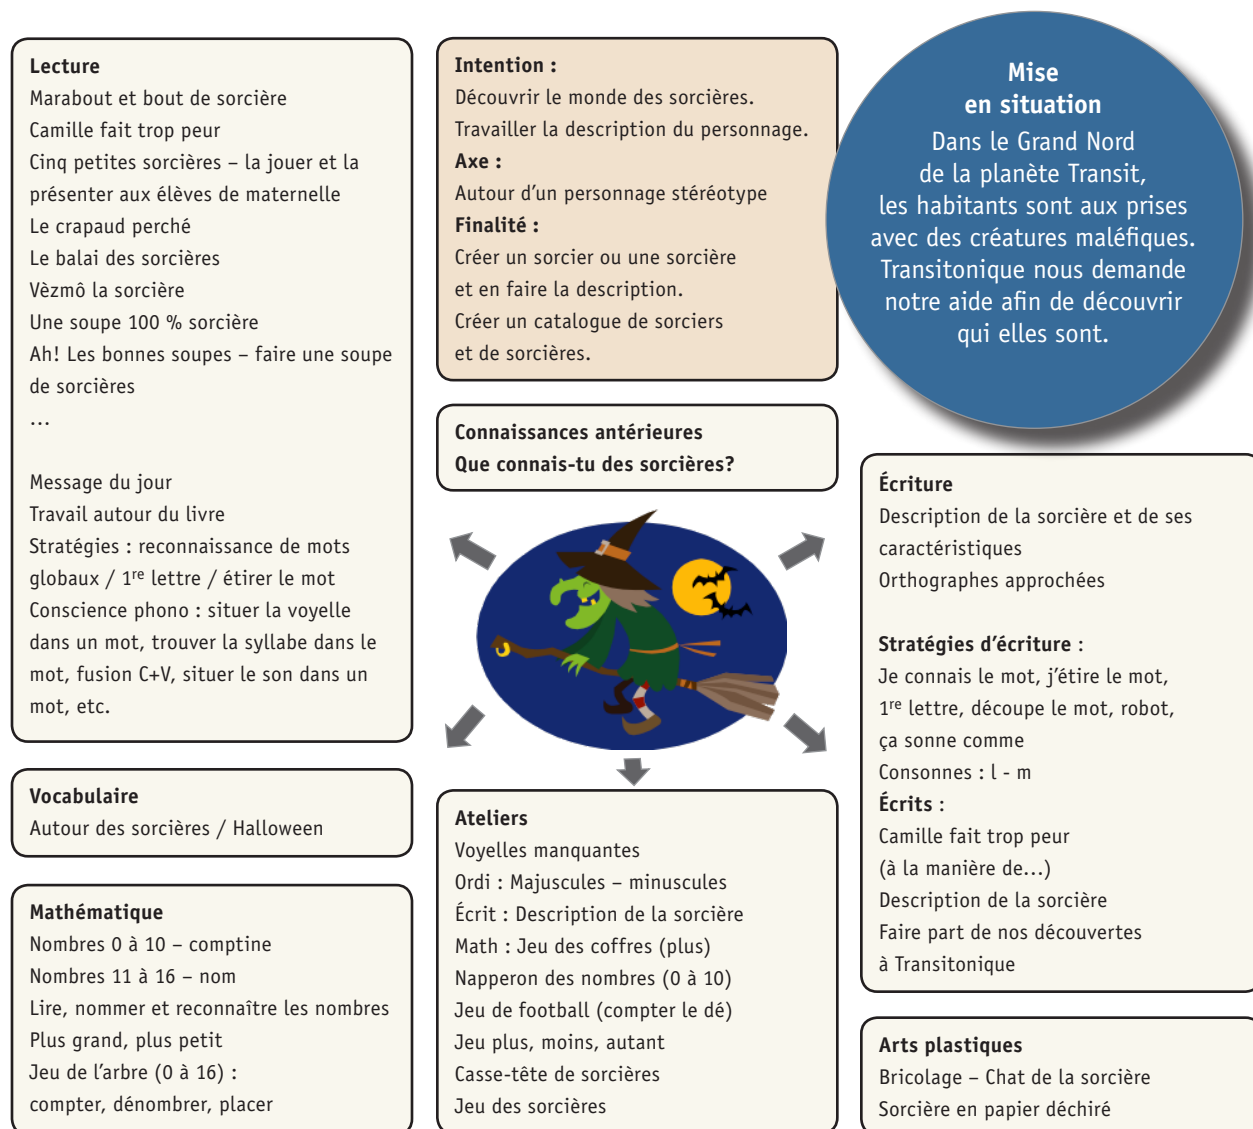 Lecture
Marabout et bout de sorcière
Camille fait trop peur
Cinq petites sorcières – la jouer et la
présenter aux élèves de maternelle
Le crapaud perché
Le balai des sorcières
Vèzmô la sorcière
Une soupe 100 % sorcière
Ah! Les bonnes soupes – faire une soupe
de sorcières
…
Message du jour
Travail autour du livre
Stratégies : reconnaissance de mots
globaux / 1re lettre / étirer le mot
Conscience phono : situer la voyelle
dans un mot, trouver la syllabe dans le
mot, fusion C+V, situer le son dans un
mot, etc.
Vocabulaire
Autour des sorcières / Halloween
Mathématique
Nombres 0 à 10 – comptine
Nombres 11 à 16 – nom
Lire, nommer et reconnaître les nombres
Plus grand, plus petit
Jeu de l’arbre (0 à 16) :
compter, dénombrer, placer
Intention :
Découvrir le monde des sorcières.
Travailler la description du personnage.
Axe :
Autour d’un personnage stéréotype
Finalité :
Créer un sorcier ou une sorcière
et en faire la description.
Créer un catalogue de sorciers
et de sorcières.
Connaissances antérieures
Que connais-tu des sorcières?
Ateliers
Voyelles manquantes
Ordi : Majuscules – minuscules
Écrit : Description de la sorcière
Math : Jeu des coffres (plus)
Napperon des nombres (0 à 10)
Jeu de football (compter le dé)
Jeu plus, moins, autant
Casse-tête de sorcières
Jeu des sorcières
Mise
en situation
Dans le Grand Nord
de la planète Transit,
les habitants sont aux prises
avec des créatures maléfiques.
Transitonique nous demande
notre aide afin de découvrir
qui elles sont.
Écriture
Description de la sorcière et de ses
caractéristiques
Orthographes approchées
Stratégies d’écriture :
Je connais le mot, j’étire le mot,
1re lettre, découpe le mot, robot,
ça sonne comme
Consonnes : l - m
Écrits :
Camille fait trop peur
(à la manière de…)
Description de la sorcière
Faire part de nos découvertes
à Transitonique
Arts plastiques
Bricolage – Chat de la sorcière
Sorcière en papier déchiré